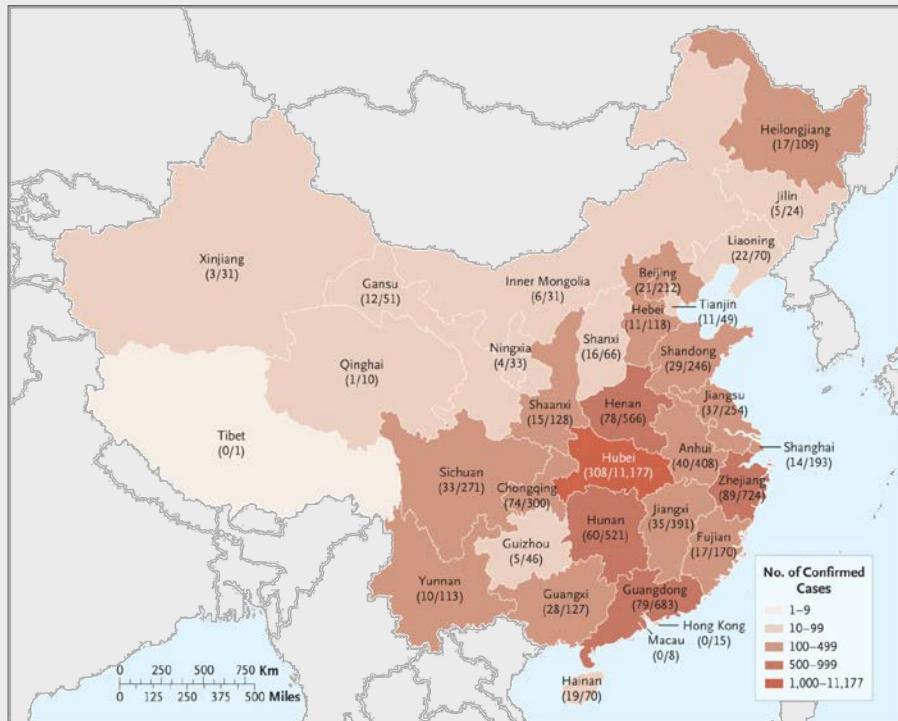 Heilongjiang
(17/109)
Jilin
(5/24)
Liaoning
(22/70)
Xinjiang
(3/31)
Gansu
(12/51)
Inner Mongolia
(6/31)
Beijing
(21/212)
Hebei
(11/118)
Tianjin
(11/49)
Shanxi
(16/66)
Ningxia
(4/33)
Qinghai
(1/10)
Shandong
(29/246)
Shaanxi
(15/128)
Henan
(78/566)
Jiangsu
(37/254)
Tibet
(0/1)
Hubei
(308/11,177)
Anhui
(40/408)
Shanghai
(14/193)
Sichuan
(33/271)
Chongqing
(74/300)
Zhejiang
(89/724)
Hunan
(60/521)
Jiangxi
(35/391)
Fujian
(17/170)
Guizhou
(5/46)
Yunnan
(10/113)
Guangxi
(28/127)
Guangdong
(79/683)
Hong Kong
(0/15)
Macau
(0/8)
Hainan
(19/70)
No. of Confirmed
Cases
1–9
10–99
100–499
500–999
1,000–11,177
0 250 500 750 Km
0 125 250 375 500 Miles